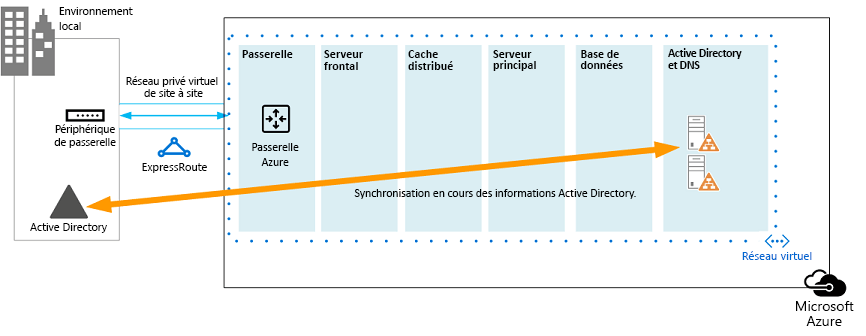 Environnement
local
Réseau privé virtuel
de site à site
Périphérique
de passerelle
ExpressRoute
Active Directory
Passerelle
Serveur
frontal
Cache
distribué
Serveur
principal
Base de
données
Active Directory
et DNS
Passerelle
Azure
Synchronisation en cours des informations Active Directory.
Réseau virtuel
Microsoft
Azure